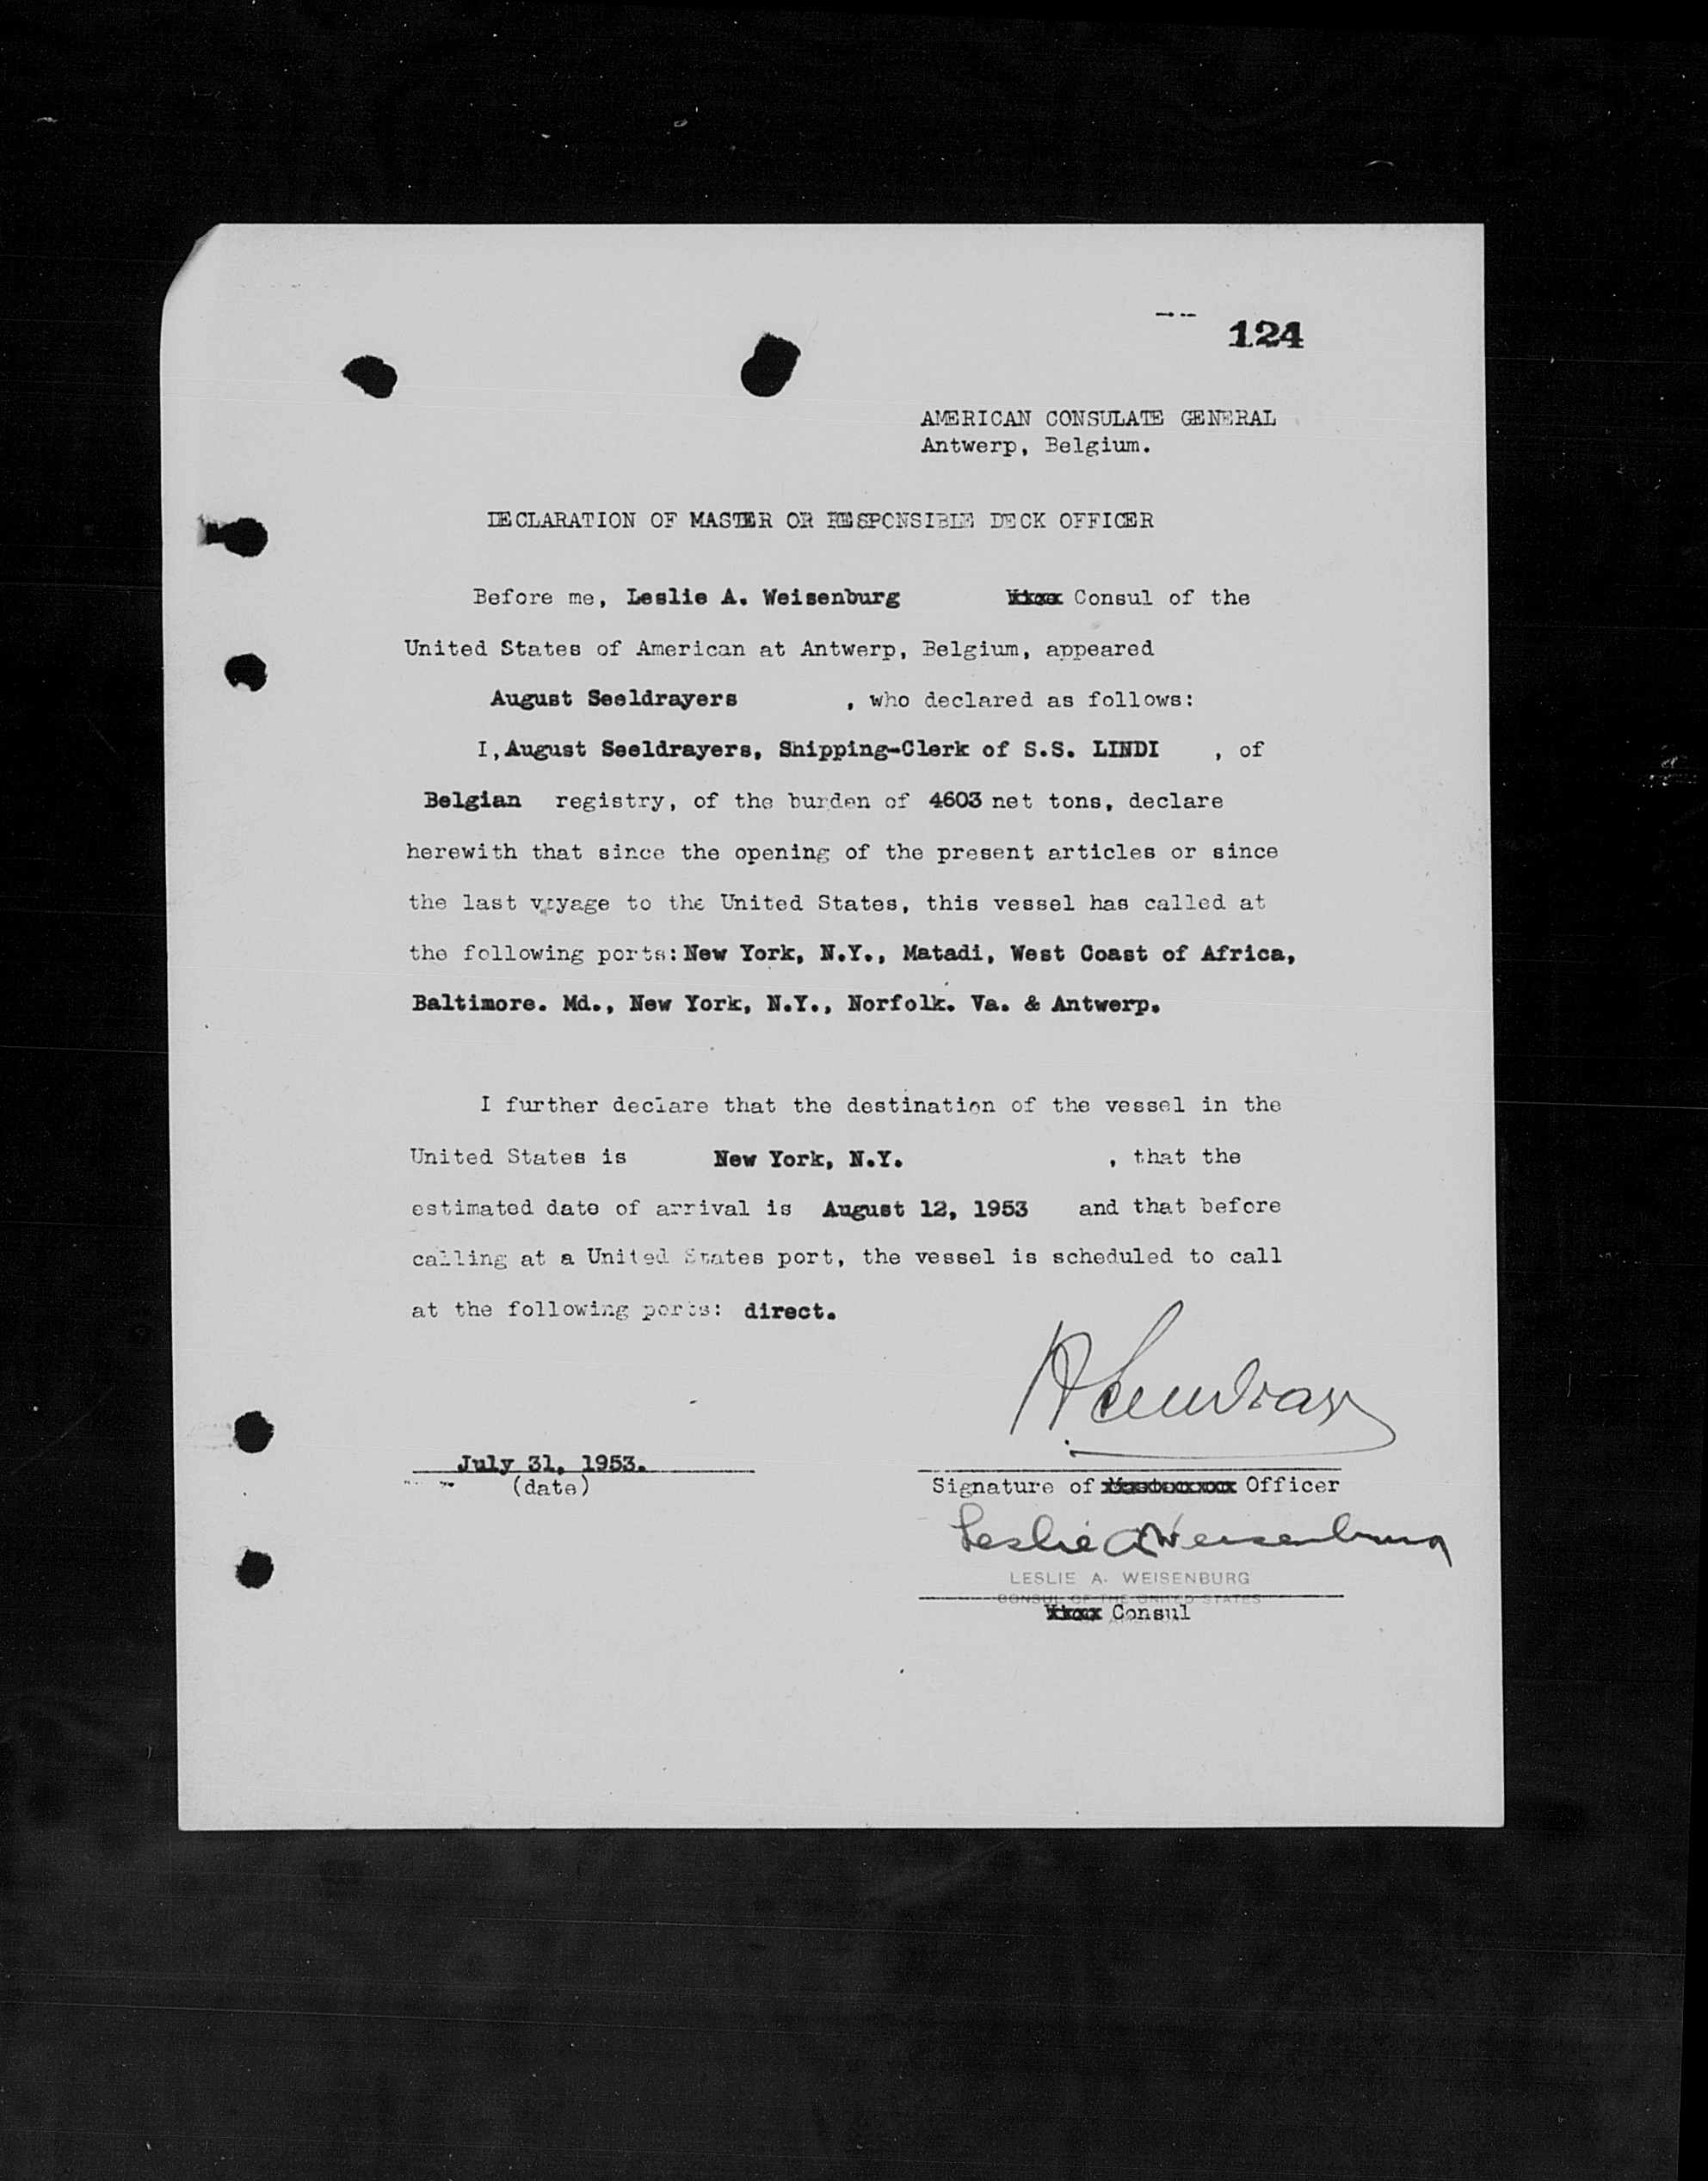 124
AMERICAN CONSULATE GENERAL
Antwerp, Belgium.
DECLARATION OF MASTER OR RESPONSIBLE DECK OFFICER
Before me, Leslie A. Weisenburg Consul of the
United States of American at Antwerp, Belgium, appeared
August Seeldrayers , who declared as follows:
I, August Seeldrayers, Shipping-Clerk of S.S. LINDI , of
Belgian registry, of the burden of 4603 net tons, declare
herewith that since the opening of the present articles or since
the last voyage to the United States, this vessel has called at
the following ports: New York, N.Y., Matadi, West Coast of Africa,
Baltimore. Md., New York, N.Y., Norfolk. Va. & Antwerp.
I further declare that the destination of the vessel in the
United States is New York, N.Y. , that the
estimated date of arrival is August 12, 1953 and that before
calling at a United States port, the vessel is scheduled to call
at the following ports: direct.
July 31, 1953.
(date)
Signature of Officer
Leslie A Weisenburg
LESLIE A. WEISENBURG
CONSUL OF THE UNITED STATES
Consul